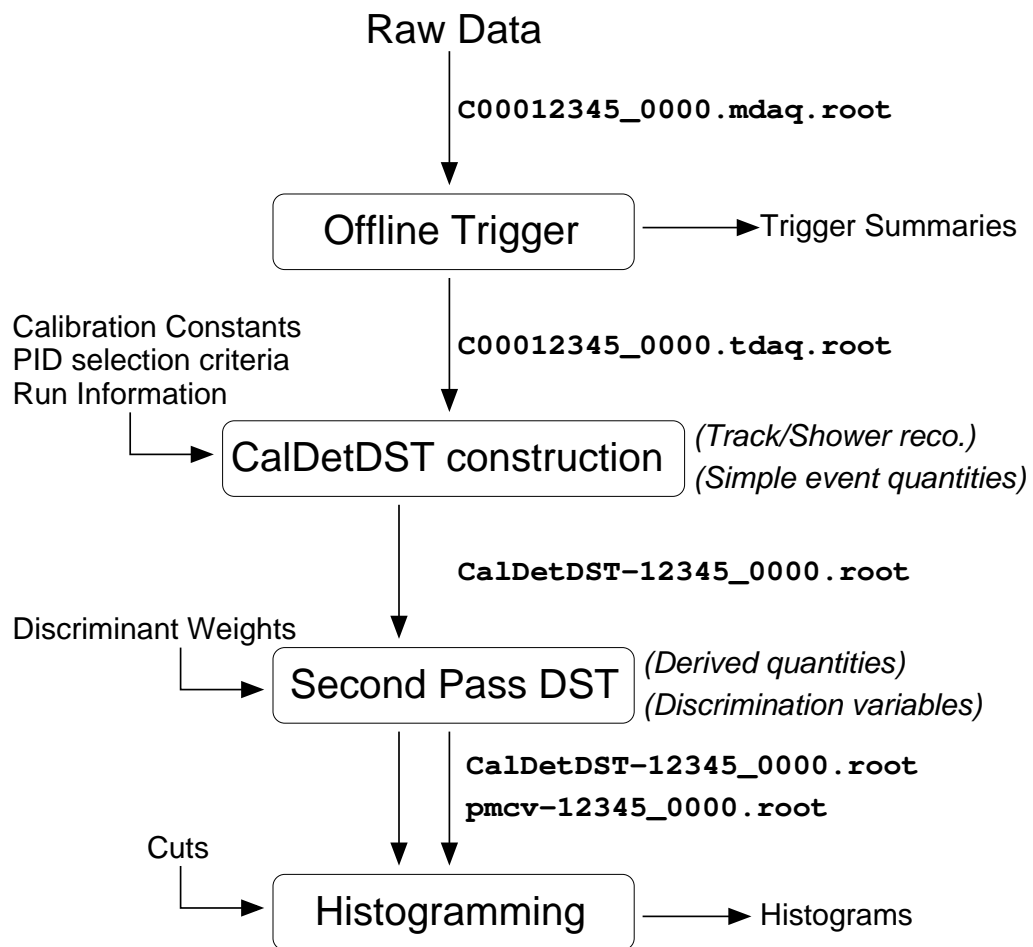 Raw Data
C00012345_0000.mdaq.root
Offline Trigger
Trigger Summaries
C00012345_0000.tdaq.root
Calibration Constants
PID selection criteria
Run Information
CalDetDST construction
(Track/Shower reco.)
(Simple event quantities)
CalDetDST−12345_0000.root
Discriminant Weights
Second Pass DST
(Derived quantities)
(Discrimination variables)
CalDetDST−12345_0000.root
pmcv−12345_0000.root
Cuts
Histogramming
Histograms